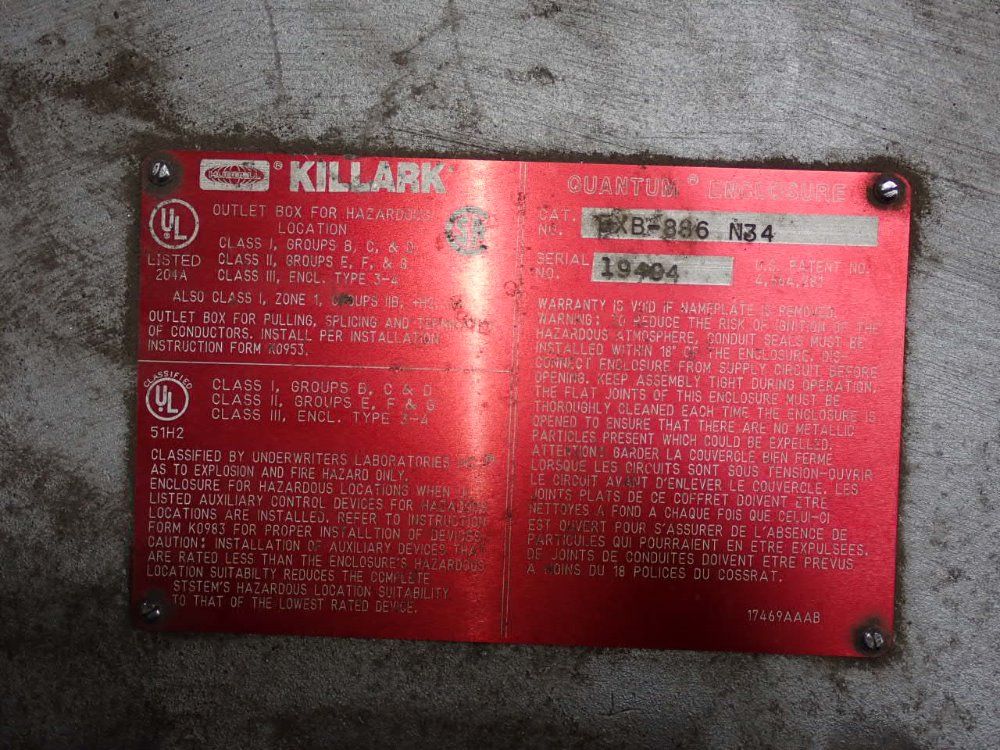 HUBBELL ® KILLARK
UL
LISTED
204A
OUTLET BOX FOR HAZARDOUS
LOCATION
CLASS I, GROUPS B, C, & D,
CLASS II, GROUPS E, F, & G
CLASS III, ENCL. TYPE 3-4
ALSO CLASS I, ZONE 1, GROUPS IIB,
OUTLET BOX FOR PULLING, SPLICING AND
OF CONDUCTORS. INSTALL PER INSTALLATION
INSTRUCTION FORM K0953.
CLASSIFIED
UL
51H2
CLASS I, GROUPS B, C & D
CLASS II, GROUPS E, F & G
CLASS III, ENCL. TYPE 3-4
CLASSIFIED BY UNDERWRITERS LABORATORIES
AS TO EXPLOSION AND FIRE HAZARD ONLY.
ENCLOSURE FOR HAZARDOUS LOCATIONS WHEN
LISTED AUXILIARY CONTROL DEVICES FOR HAZARDOUS
LOCATIONS ARE INSTALLED. REFER TO INSTRUCTION
FORM K0983 FOR PROPER INSTALLTION OF DEVICES.
CAUTION: INSTALLATION OF AUXILIARY DEVICES THAT
ARE RATED LESS THAN THE ENCLOSURE'S HAZARDOUS
LOCATION SUITABILTY REDUCES THE COMPLETE
SYSTEM'S HAZARDOUS LOCATION SUITABILITY
TO THAT OF THE LOWEST RATED DEVICE.
QUANTUM ® ENCLOSURE
CAT.
NO. N34
SERIAL
NO. 19404
U.S. PATENT NO.
WARRANTY IS VOID IF NAMEPLATE IS REMOVED.
WARNING: TO REDUCE THE RISK OF IGNITION OF THE
HAZARDOUS ATMOSPHERE, CONDUIT SEALS MUST BE
INSTALLED WITHIN 18" OF THE ENCLOSURE. DIS-
CONNECT ENCLOSURE FROM SUPPLY CIRCUIT BEFORE
OPENING. KEEP ASSEMBLY TIGHT DURING OPERATION.
THE FLAT JOINTS OF THIS ENCLOSURE MUST BE
THOROUGHLY CLEANED EACH TIME THE ENCLOSURE IS
OPENED TO ENSURE THAT THERE ARE NO METALLIC
PARTICLES PRESENT WHICH COULD BE EXPELLED.
ATTENTION: GARDER LA COUVERCLE BIEN FERME
LORSQUE LES CIRCUITS SONT SOUS TENSION-OUVRIR
LE CIRCUIT AVANT D'ENLEVER LE COUVERCLE. LES
JOINTS PLATS DE CE COFFRET DOIVENT ETRE
NETTOYES A FOND A CHAQUE FOIS QUE CELUI-CI
EST OUVERT POUR S'ASSURER DE L'ABSENCE DE
PARTICULES QUI POURRAIENT EN ETRE EXPULSEES.
DE JOINTS DE CONDUITES DOIVENT ETRE PREVUS
A MOINS DU 18 POLICES DU COSSRAT.
17469AAAB